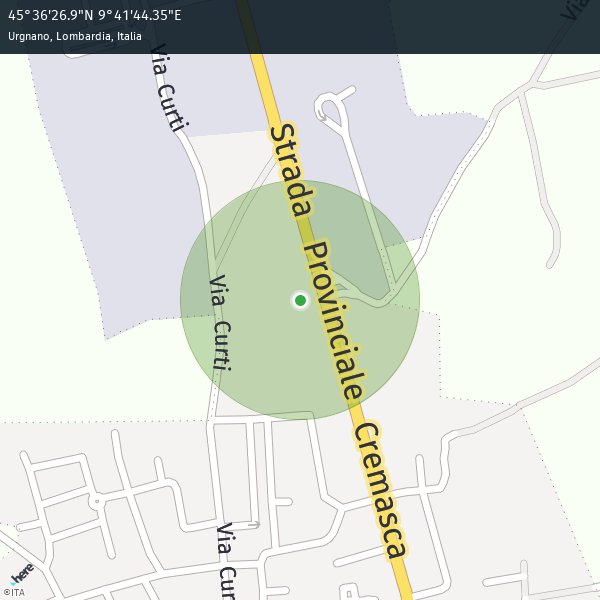 45°36'26.9"N 9°41'44.35"E
Urgnano, Lombardia, Italia
Via
Via Curti
Strada Provinciale Cremasca
Via Curti
Via Cur
here
©ITA